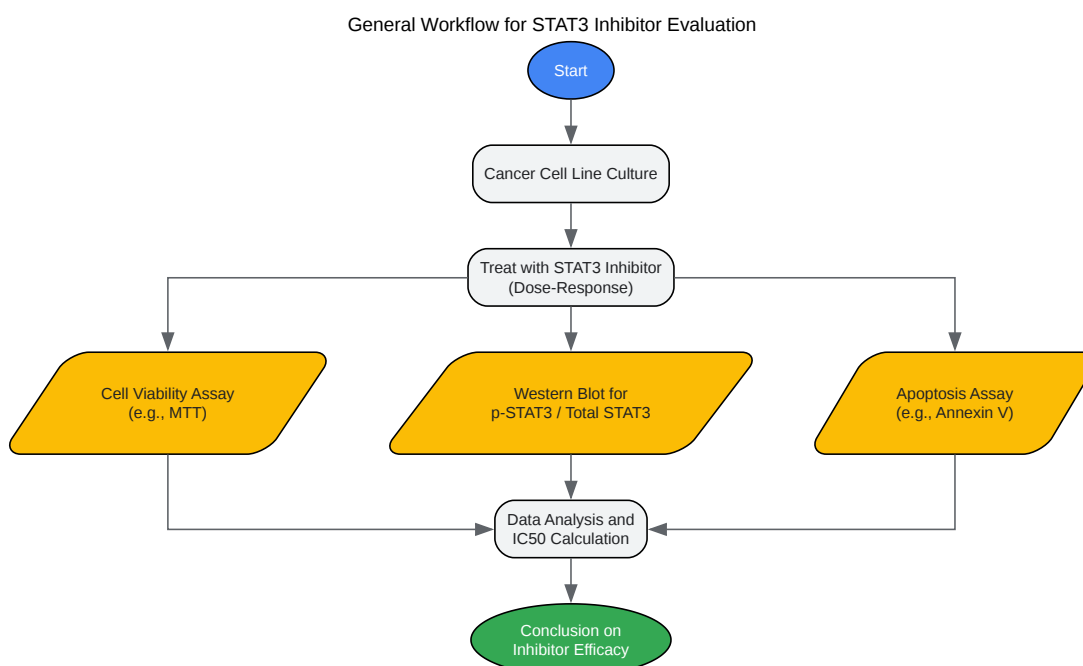 General Workflow for STAT3 Inhibitor Evaluation
Start
Cancer Cell Line Culture
Treat with STAT3 Inhibitor
(Dose-Response)
Cell Viability Assay
(e.g., MTT)
Western Blot for
p-STAT3 / Total STAT3
Apoptosis Assay
(e.g., Annexin V)
Data Analysis and
IC50 Calculation
Conclusion on
Inhibitor Efficacy